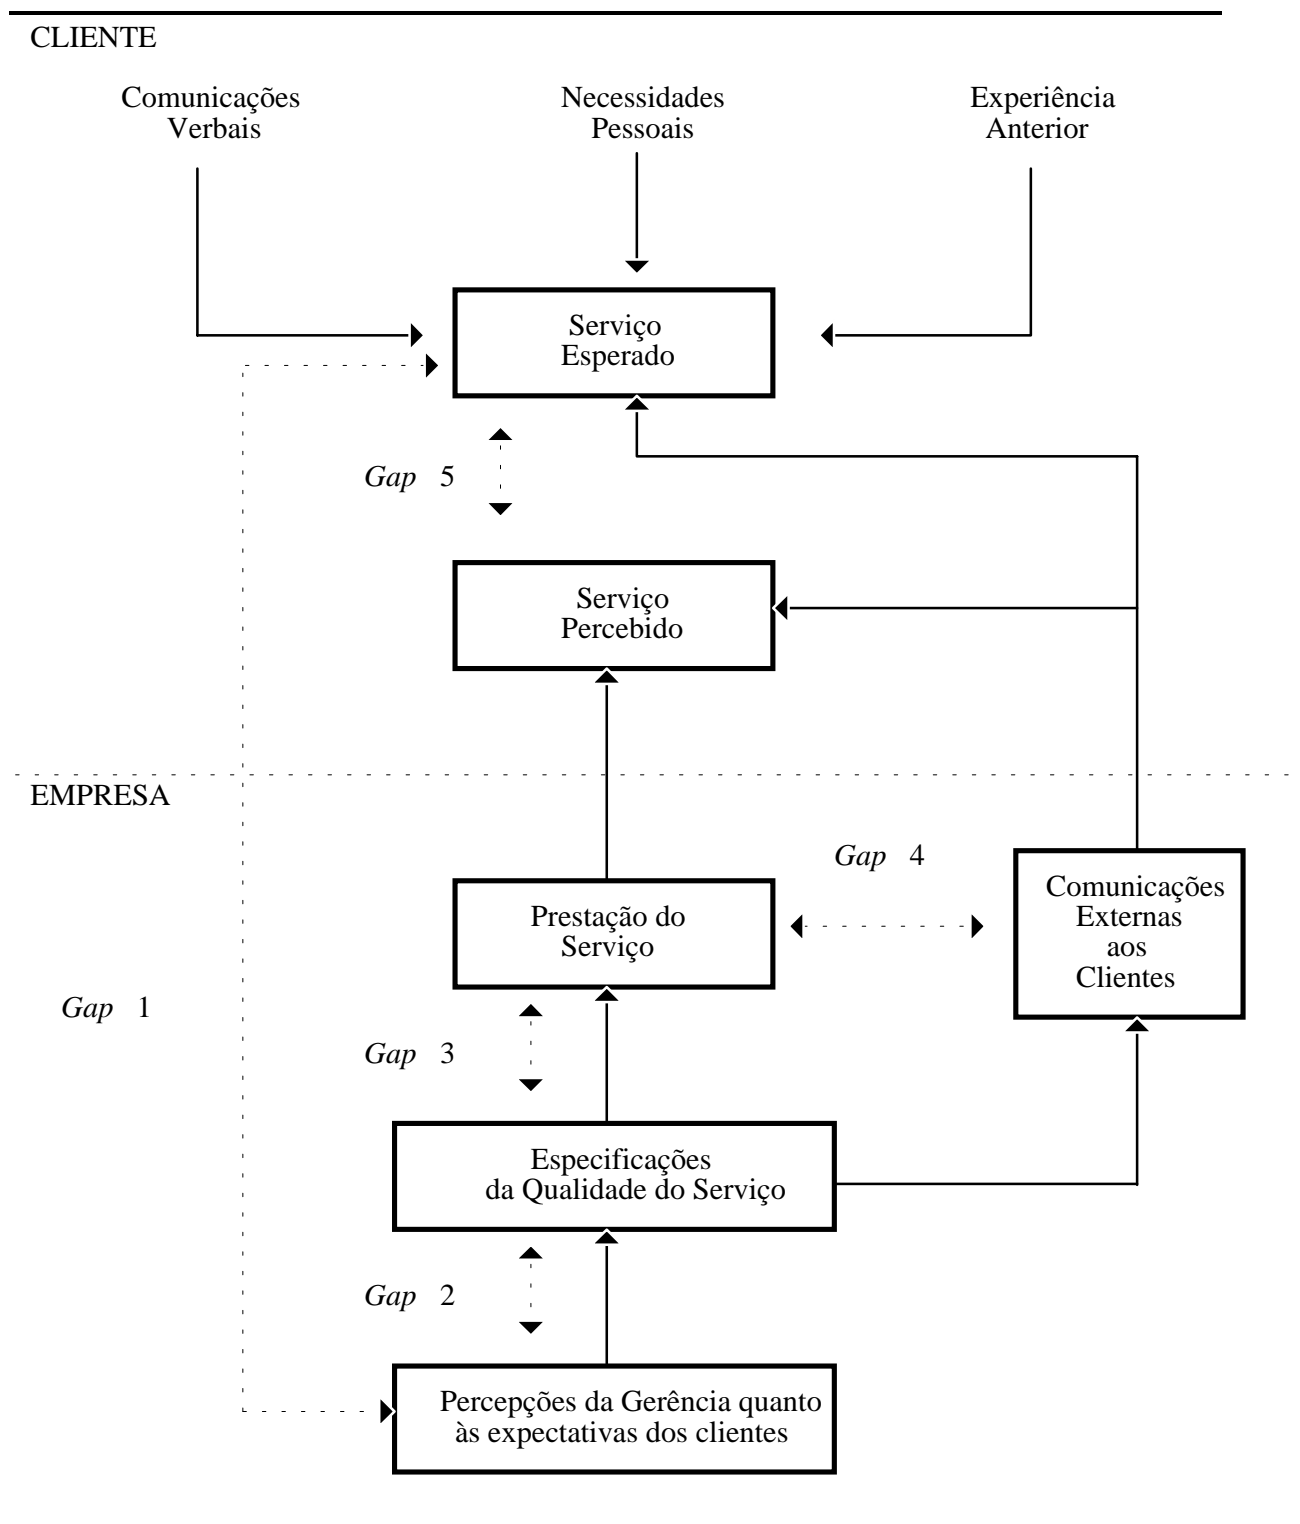 CLIENTE
Comunicações
Verbais
Necessidades
Pessoais
Experiência
Anterior
Serviço
Esperado
Gap 5
Serviço
Percebido
EMPRESA
Gap 4
Comunicações
Externas
aos
Clientes
Prestação do
Serviço
Gap 1
Gap 3
Especificações
da Qualidade do Serviço
Gap 2
Percepções da Gerência quanto
às expectativas dos clientes